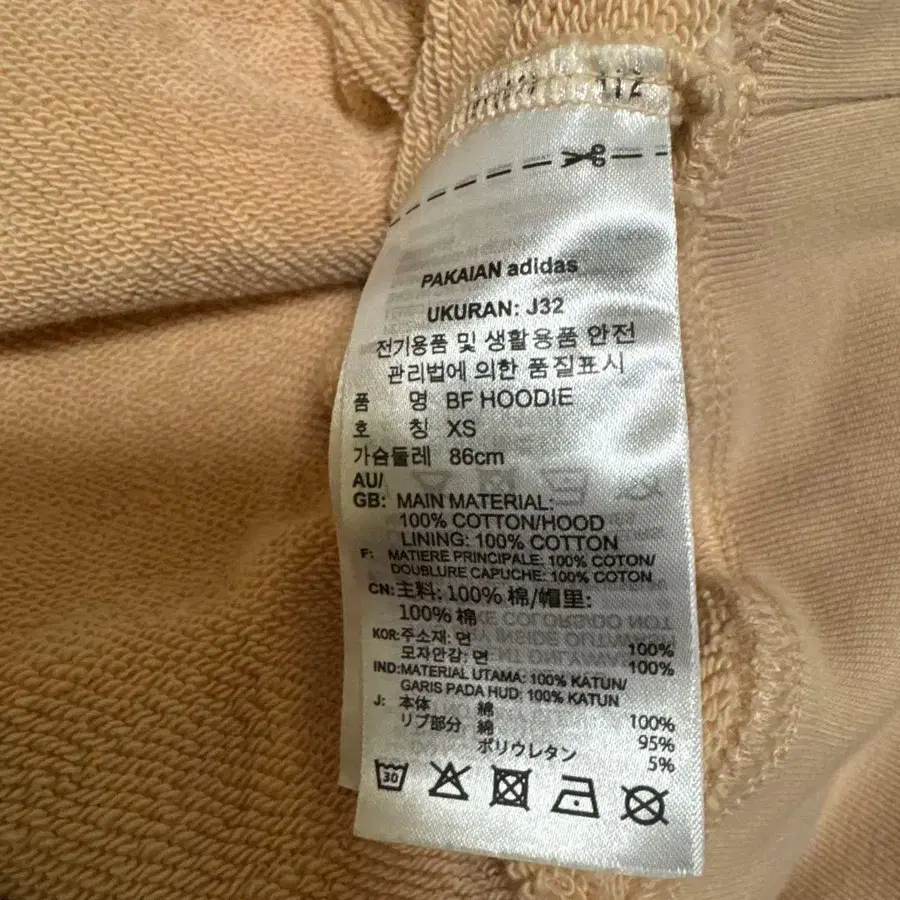 PAKAIAN adidas
UKURAN: J32
전기용품 및 생활용품 안전
관리법에 의한 품질표시
품 명 BF HOODIE
호 칭 XS
가슴둘레 86cm
AU/
GB: MAIN MATERIAL:
100% COTTON/HOOD
LINING: 100% COTTON
F: MATIERE PRINCIPALE: 100% COTON/
DOUBLURE CAPUCHE: 100% COTON
CN: 主料: 100% 棉/帽里:
100% 棉
KOR: 주소재: 면 100%
모자안감: 면 100%
IND: MATERIAL UTAMA: 100% KATUN/
GARIS PADA HUD: 100% KATUN
J: 本体 綿 100%
リブ部分 綿 95%
ポリウレタン 5%
30